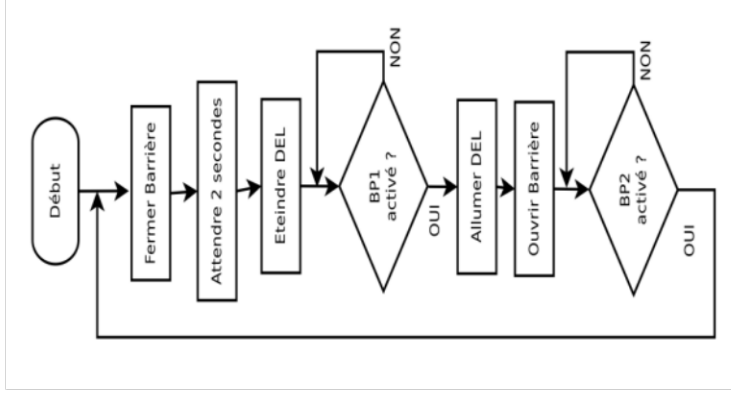 Début
Fermer Barrière
Attendre 2 secondes
Eteindre DEL
BP1
activé ?
NON
OUI
Allumer DEL
Ouvrir Barrière
BP2
activé ?
NON
OUI